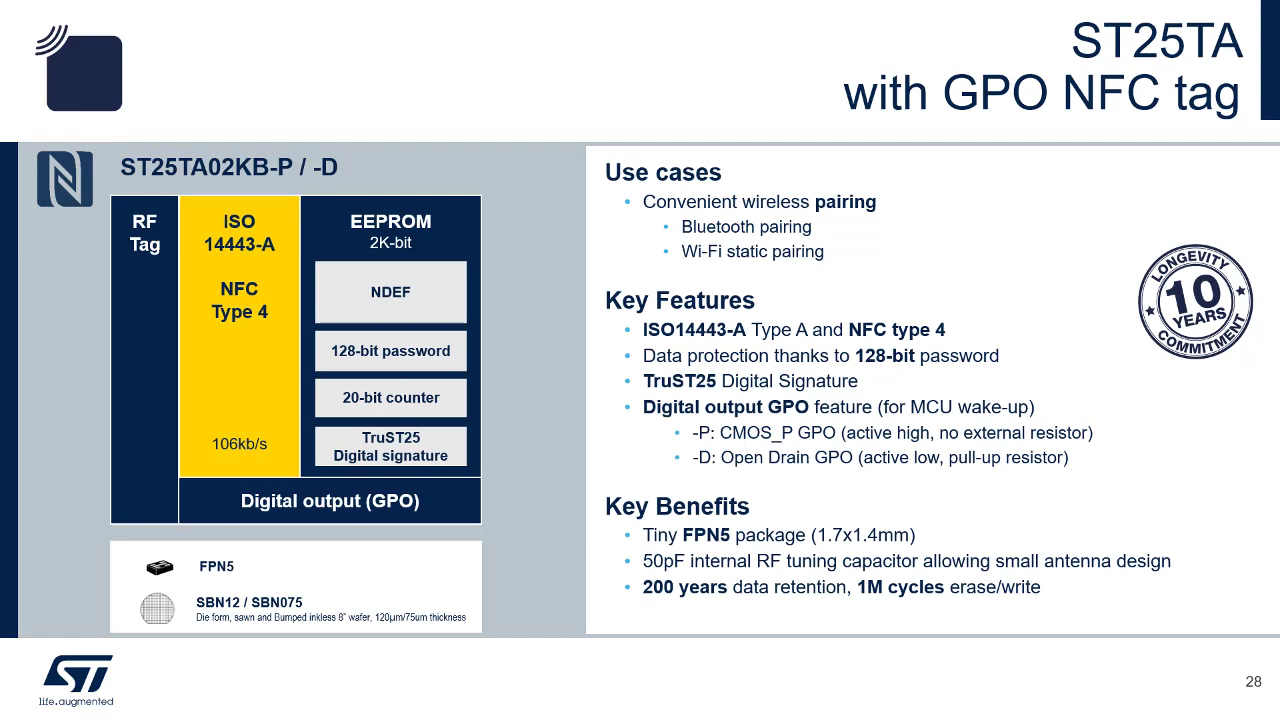 ST25TA
with GPO NFC tag
ST25TA02KB-P / -D
RF
Tag
ISO
14443-A
NFC
Type 4
106kb/s
EEPROM
2K-bit
NDEF
128-bit password
20-bit counter
TruST25
Digital signature
Digital output (GPO)
FPN5
SBN12 / SBN075
Die form, sawn and Bumped inkless 8” wafer, 120µm/75um thickness
Use cases
• Convenient wireless pairing
• Bluetooth pairing
• Wi-Fi static pairing
Key Features
• ISO14443-A Type A and NFC type 4
• Data protection thanks to 128-bit password
• TruST25 Digital Signature
• Digital output GPO feature (for MCU wake-up)
• -P: CMOS_P GPO (active high, no external resistor)
• -D: Open Drain GPO (active low, pull-up resistor)
Key Benefits
• Tiny FPN5 package (1.7x1.4mm)
• 50pF internal RF tuning capacitor allowing small antenna design
• 200 years data retention, 1M cycles erase/write
LONGEVITY
10
YEARS
COMMITMENT
ST
life.augmented
28